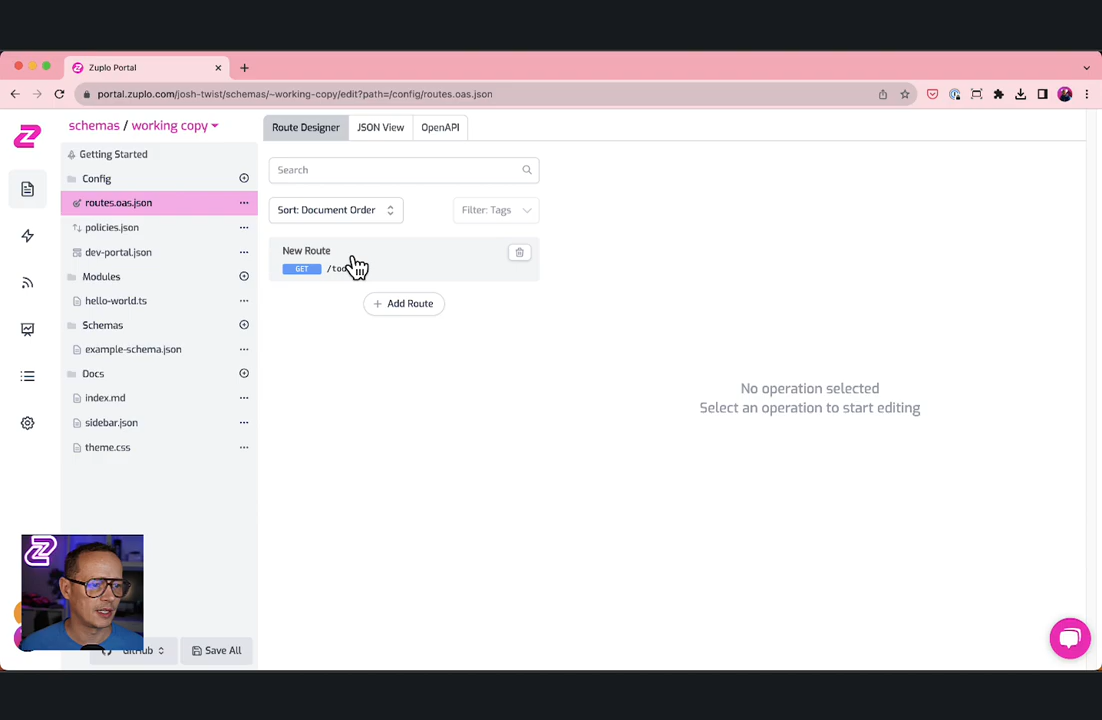 Zuplo Portal
portal.zuplo.com/josh-twist/schemas/~working-copy/edit?path=/config/routes.oas.json
schemas / working copy
Getting Started
Config
routes.oas.json
policies.json
dev-portal.json
Modules
hello-world.ts
Schemas
example-schema.json
Docs
index.md
sidebar.json
theme.css
GitHub
Save All
Route Designer
JSON View
OpenAPI
Search
Sort: Document Order
Filter: Tags
New Route
GET
+ Add Route
No operation selected
Select an operation to start editing